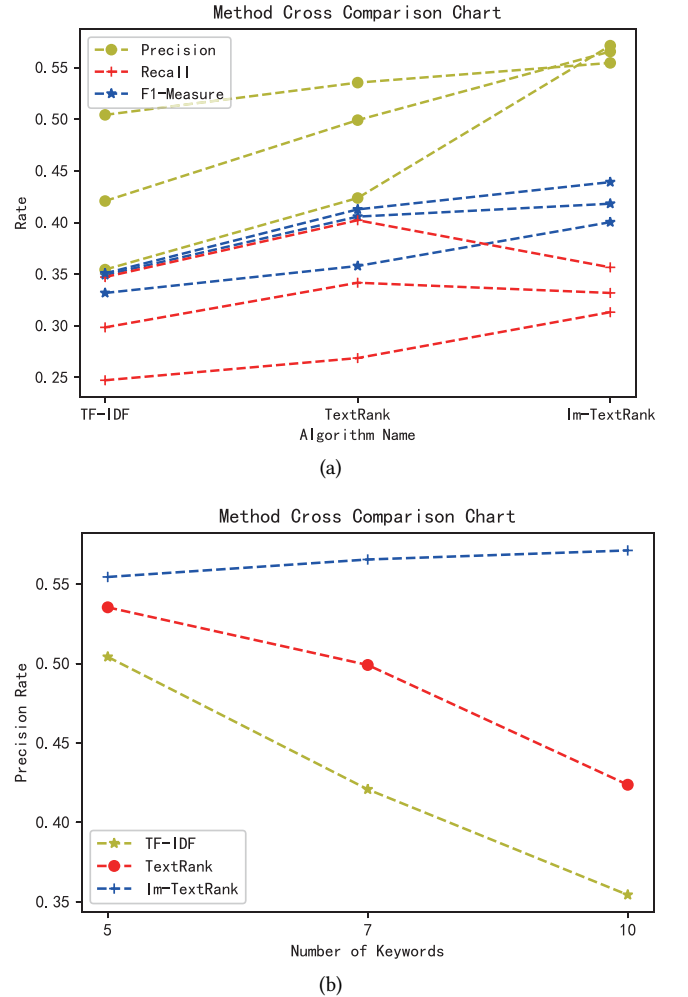 Method Cross Comparison Chart
Precision
Recall
F1-Measure
0.55
0.50
0.45
0.40
0.35
0.30
0.25
Rate
TF-IDF TextRank Im-TextRank
Algorithm Name
(a)
Method Cross Comparison Chart
0.55
0.50
0.45
0.40
0.35
Precision Rate
TF-IDF
TextRank
Im-TextRank
5 7 10
Number of Keywords
(b)